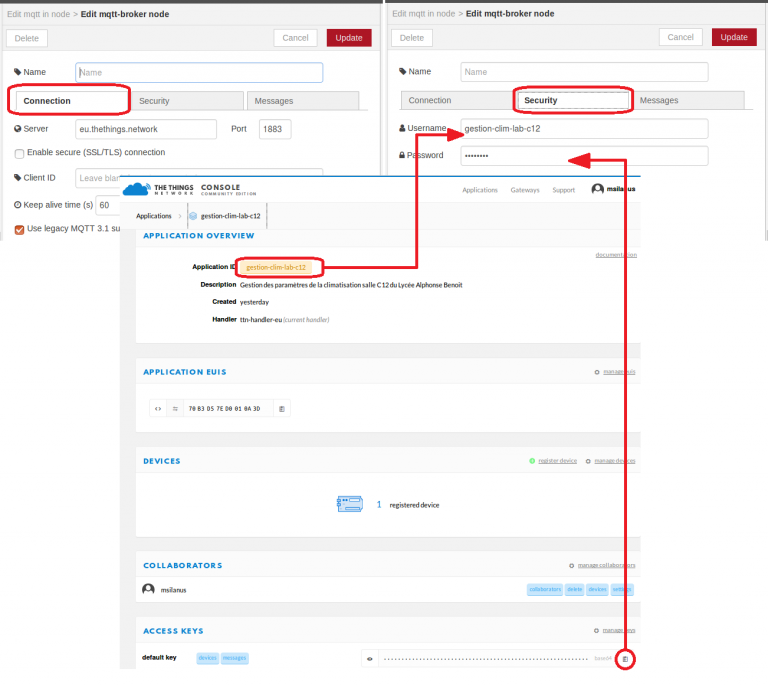 Edit mqtt in node > Edit mqtt-broker node
Delete
Cancel
Update
Name
Name
Connection
Security
Messages
Server
eu.thethings.network
Port
1883
Enable secure (SSL/TLS) connection
Client ID
Leave blan
Keep alive time (s)
60
Use legacy MQTT 3.1 su
Edit mqtt in node > Edit mqtt-broker node
Delete
Cancel
Update
Name
Name
Connection
Security
Messages
Username
gestion-clim-lab-c12
Password
••••••••
THE THINGS
NETWORK
CONSOLE
COMMUNITY EDITION
Applications
Gateways
Support
msilanus
Applications
gestion-clim-lab-c12
APPLICATION OVERVIEW
documentation
Application ID
gestion-clim-lab-c12
Description
Gestion des paramètres de la climatisation salle C12 du Lycée Alphonse Benoit
Created
yesterday
Handler
ttn-handler-eu (current handler)
APPLICATION EUIS
manage euis
<>
70 B3 D5 7E D0 01 0A 3D
DEVICES
register device
manage devices
1 registered device
COLLABORATORS
manage collaborators
msilanus
collaborators
delete
devices
settings
ACCESS KEYS
manage keys
default key
devices
messages
base64